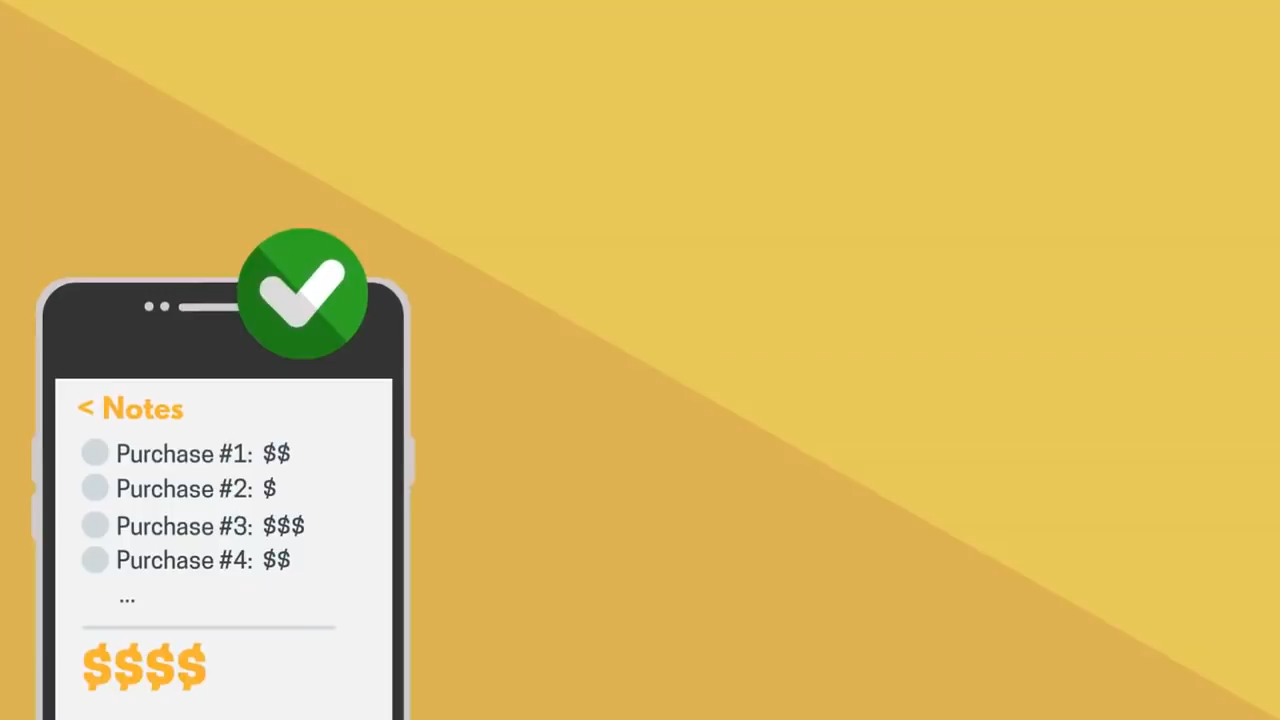 < Notes
Purchase #1: $$
Purchase #2: $
Purchase #3: $$$
Purchase #4: $$
...
$$$$